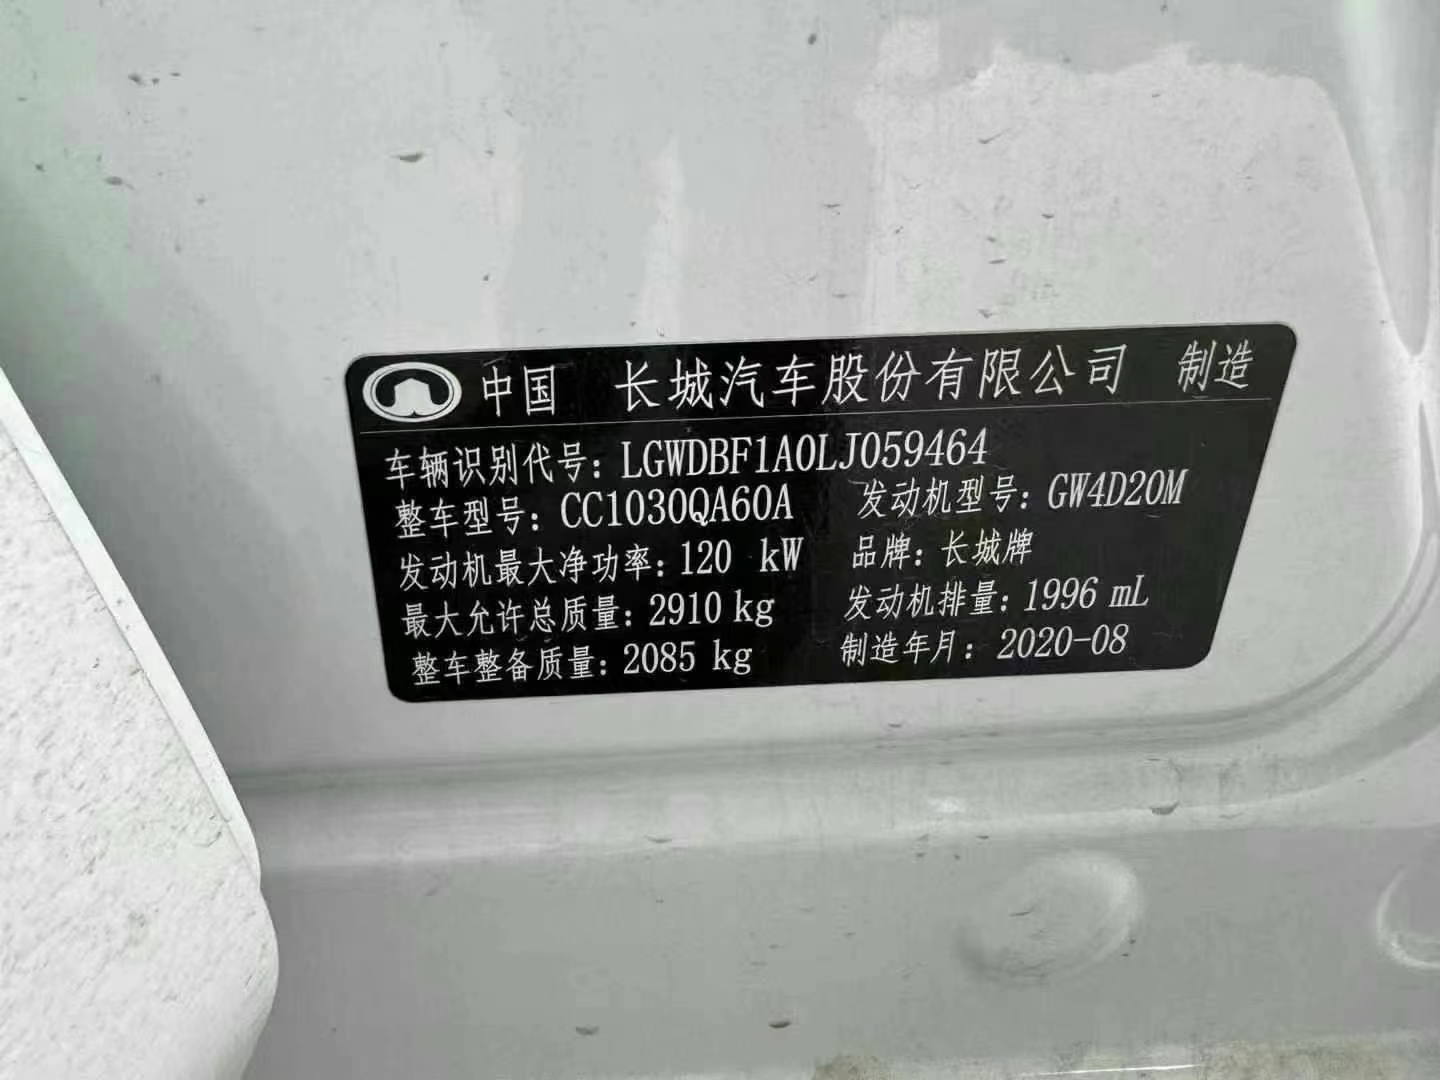 中国 长城汽车股份有限公司 制造
车辆识别代号：LGWDBF1A0LJ059464
整车型号：CC1030QA60A 发动机型号：GW4D20M
发动机最大净功率：120 kW 品牌：长城牌
最大允许总质量：2910 kg 发动机排量：1996 mL
整车整备质量：2085 kg 制造年月：2020-08